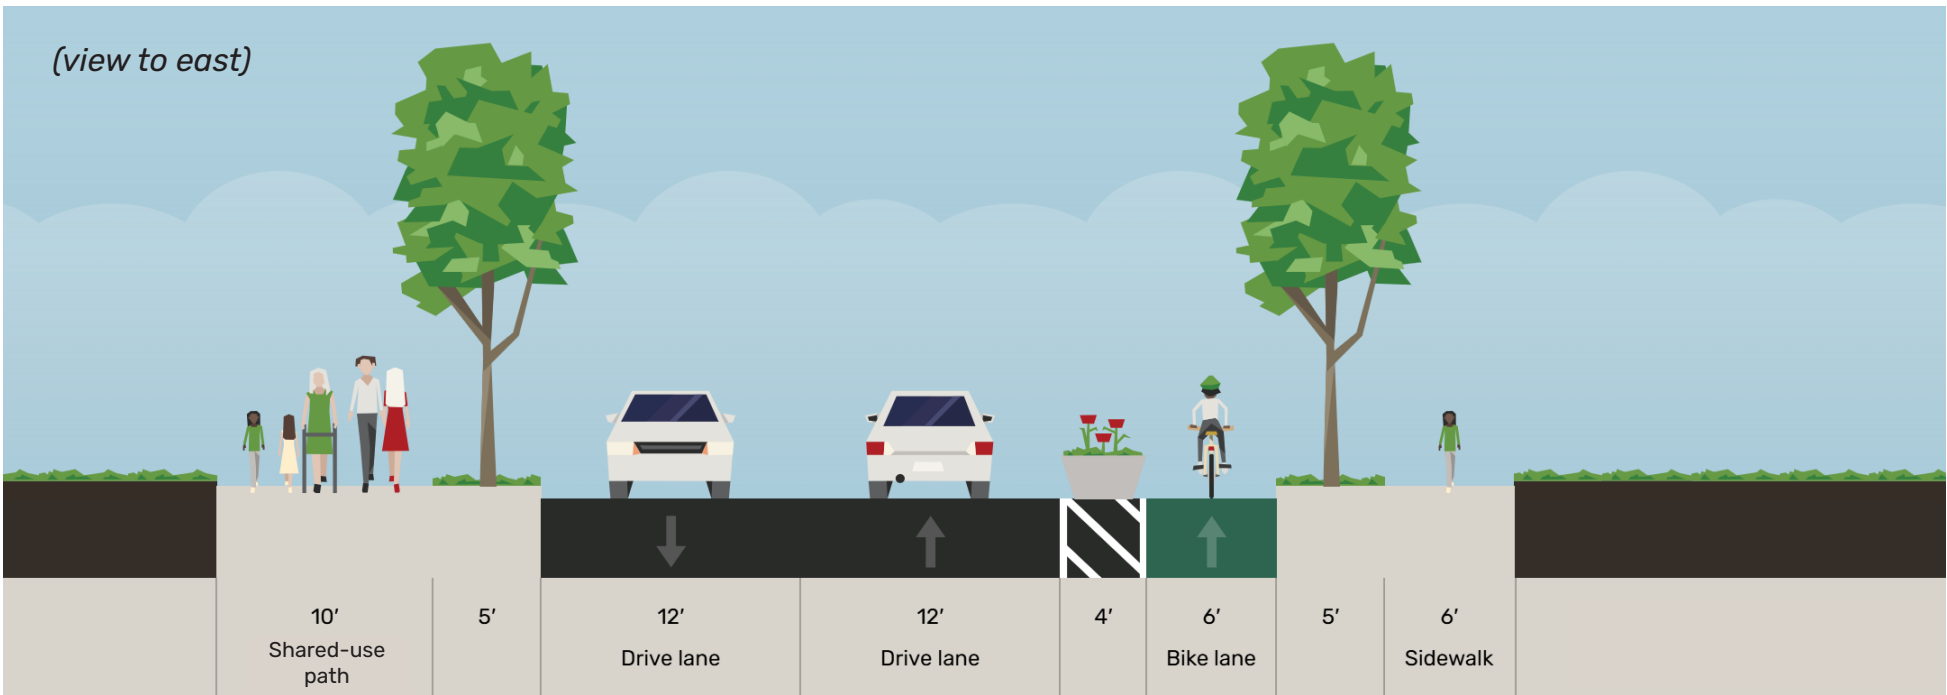 (view to east)
10′
5′
12′
12′
4′
6′
5′
6′
Shared-use
path
Drive lane
Drive lane
Bike lane
Sidewalk